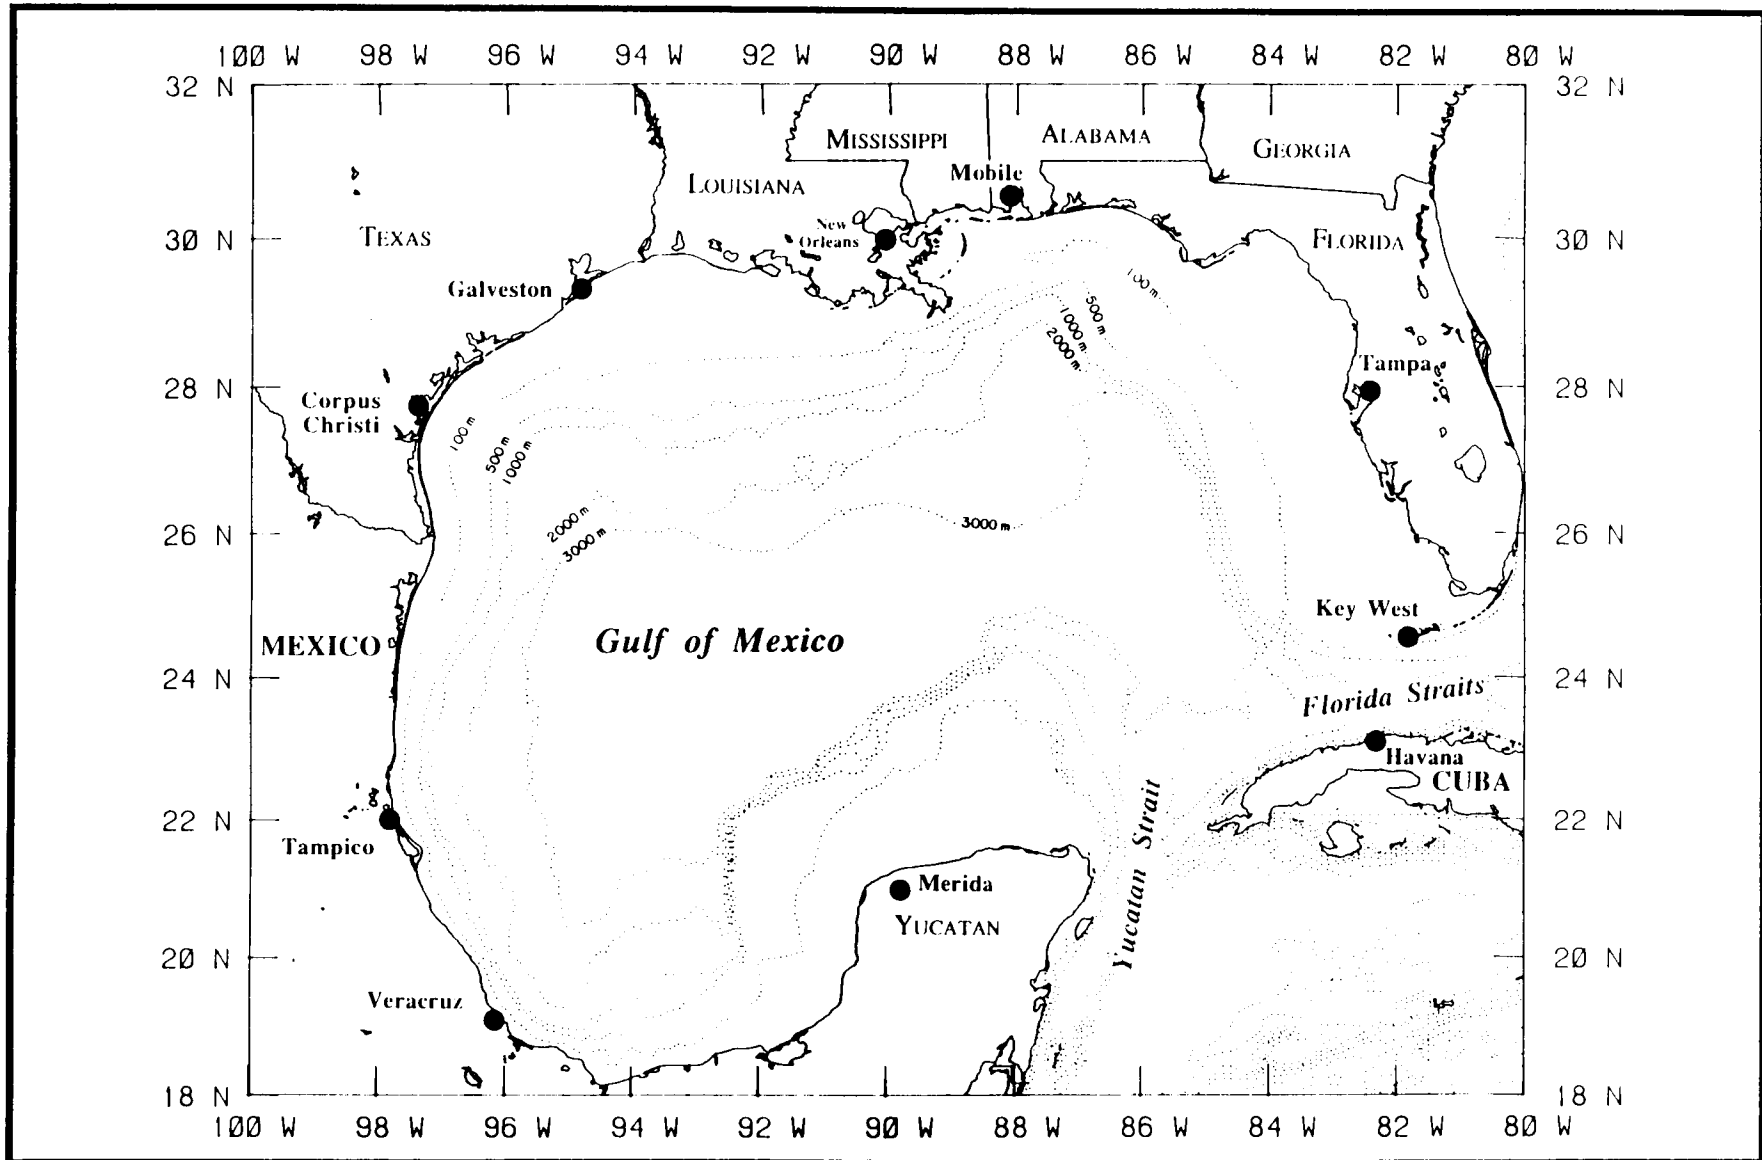 100 W 98 W 96 W 94 W 92 W 90 W 88 W 86 W 84 W 82 W 80 W
32 N 32 N
MISSISSIPPI
ALABAMA
GEORGIA
Mobile
LOUISIANA
New
Orleans
TEXAS
FLORIDA
30 N 30 N
Galveston
100 m
500 m
1000 m
2000 m
Tampa
28 N 28 N
Corpus
Christi
100 m
500 m
1000 m
2000 m
3000 m
3000 m
26 N 26 N
Key West
MEXICO
Gulf of Mexico
24 N 24 N
Florida Straits
Havana
CUBA
22 N 22 N
Tampico
Yucatan Strait
Merida
YUCATAN
20 N 20 N
Veracruz
18 N 18 N
100 W 98 W 96 W 94 W 92 W 90 W 88 W 86 W 84 W 82 W 80 W